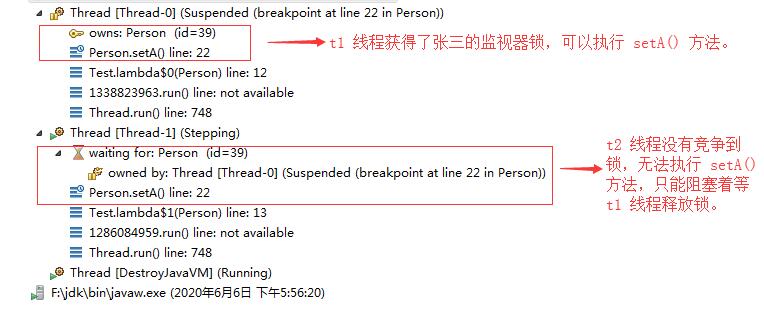 Thread [Thread-0] (Suspended (breakpoint at line 22 in Person))
owns: Person (id=39)
Person.setA() line: 22
Test.lambda$0(Person) line: 12
1338823963.run() line: not available
Thread.run() line: 748
t1 线程获得了张三的监视器锁，可以执行 setA() 方法。
Thread [Thread-1] (Stepping)
waiting for: Person (id=39)
owned by: Thread [Thread-0] (Suspended (breakpoint at line 22 in Person))
Person.setA() line: 22
Test.lambda$1(Person) line: 13
1286084959.run() line: not available
Thread.run() line: 748
t2 线程没有竞争到
锁，无法执行 setA()
方法，只能阻塞着等
t1 线程释放锁。
Thread [DestroyJavaVM] (Running)
F:\jdk\bin\javaw.exe (2020年6月6日 下午5:56:20)